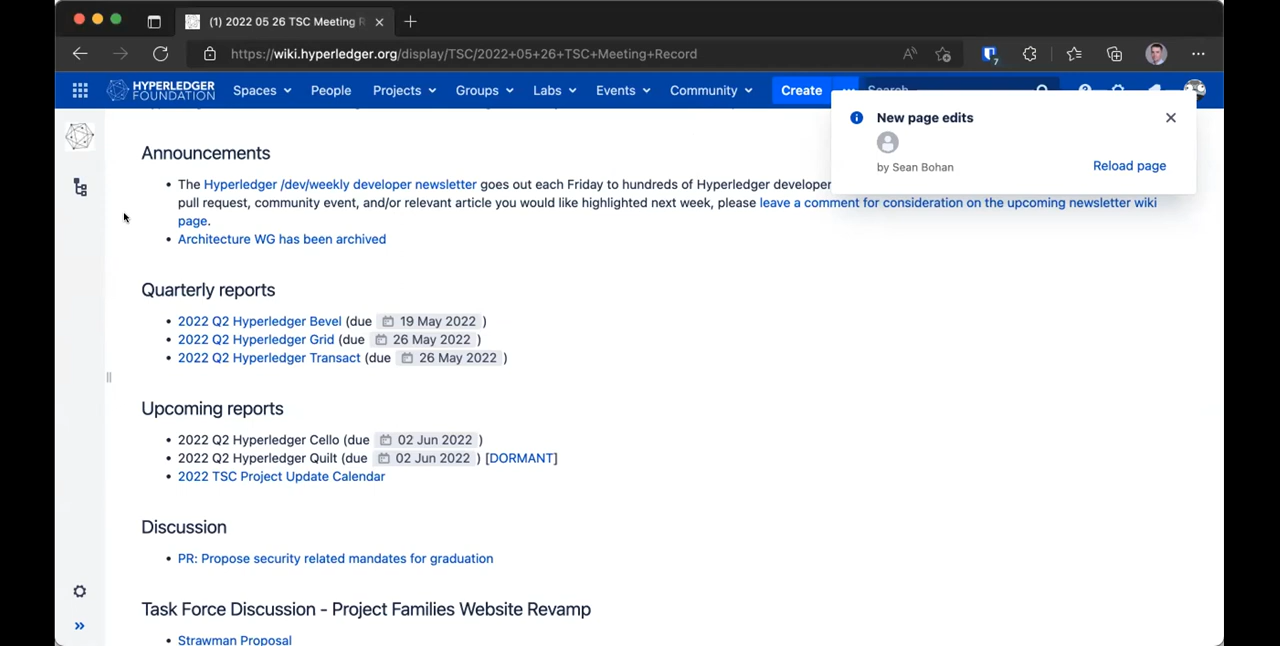 (1) 2022 05 26 TSC Meeting R
https://wiki.hyperledger.org/display/TSC/2022+05+26+TSC+Meeting+Record
7
HYPERLEDGER FOUNDATION Spaces People Projects Groups Labs Events Community Create ... Search
New page edits
by Sean Bohan Reload page
Announcements
• The Hyperledger /dev/weekly developer newsletter goes out each Friday to hundreds of Hyperledger developer
pull request, community event, and/or relevant article you would like highlighted next week, please leave a comment for consideration on the upcoming newsletter wiki
page.
• Architecture WG has been archived
Quarterly reports
• 2022 Q2 Hyperledger Bevel (due 19 May 2022 )
• 2022 Q2 Hyperledger Grid (due 26 May 2022 )
• 2022 Q2 Hyperledger Transact (due 26 May 2022 )
Upcoming reports
• 2022 Q2 Hyperledger Cello (due 02 Jun 2022 )
• 2022 Q2 Hyperledger Quilt (due 02 Jun 2022 ) [DORMANT]
• 2022 TSC Project Update Calendar
Discussion
• PR: Propose security related mandates for graduation
Task Force Discussion - Project Families Website Revamp
• Strawman Proposal